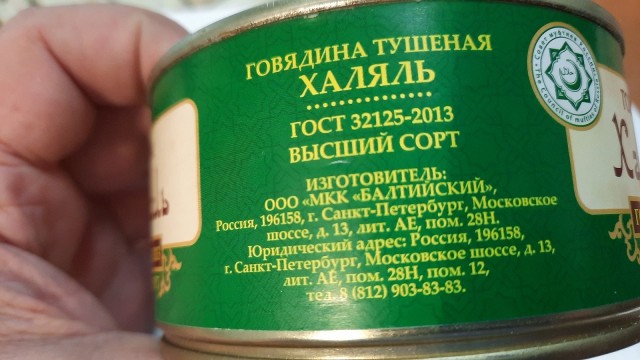 ГОВЯДИНА ТУШЕНАЯ
ХАЛЯЛЬ
ГОСТ 32125-2013
ВЫСШИЙ СОРТ
ИЗГОТОВИТЕЛЬ:
ООО «МКК «БАЛТИЙСКИЙ»,
Россия, 196158, г. Санкт-Петербург, Московское
шоссе, д. 13, лит. АЕ, пом. 28Н.
Юридический адрес: Россия, 196158,
г. Санкт-Петербург, Московское шоссе, д. 13,
лит. АЕ, пом. 28Н, пом. 12,
тел. 8 (812) 903-83-83.